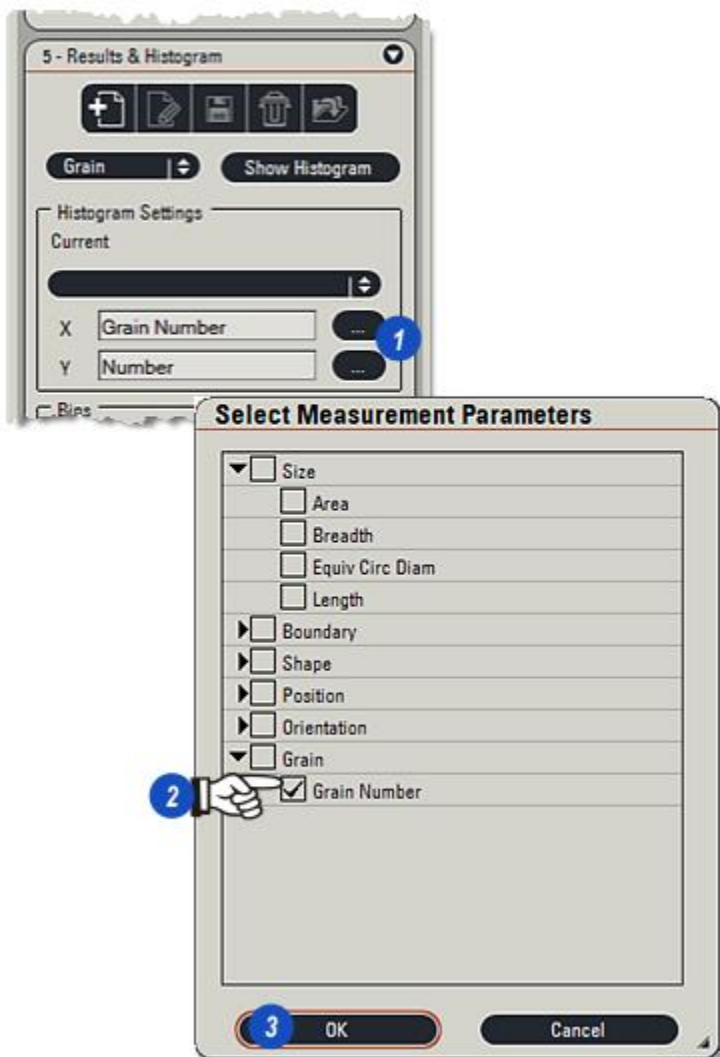 5 - Results & Histogram
Grain Show Histogram
Histogram Settings
Current
X Grain Number ...
1
Y Number ...
Bins
Select Measurement Parameters
Size
Area
Breadth
Equiv Circ Diam
Length
Boundary
Shape
Position
Orientation
Grain
2 Grain Number
3 OK Cancel